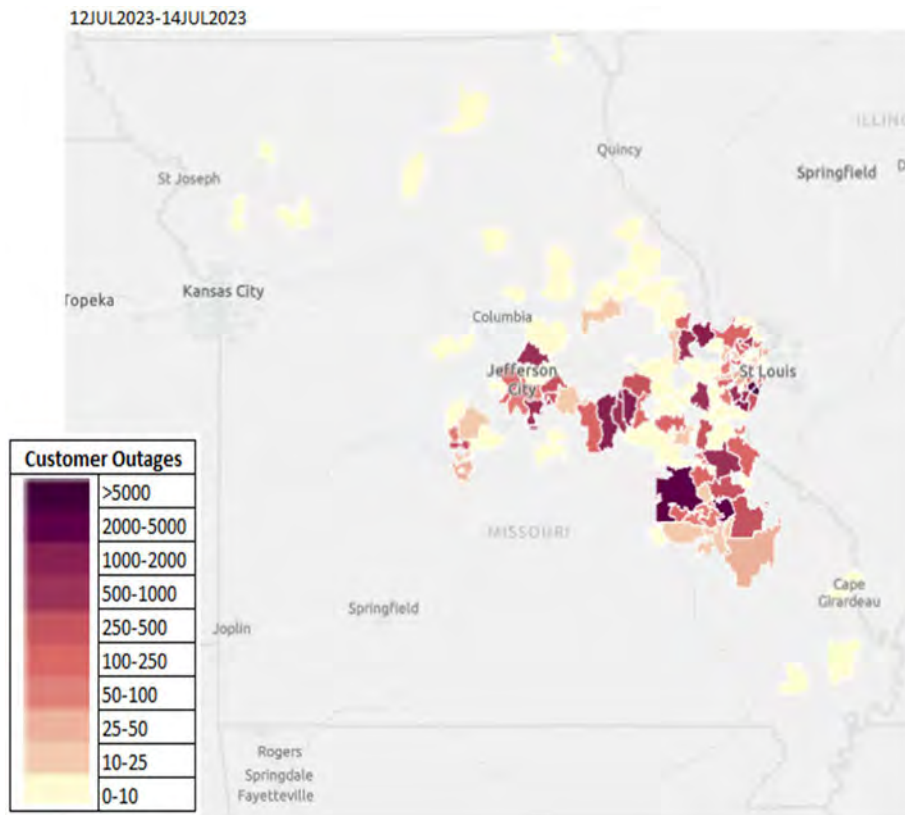 12JUL2023-14JUL2023
ILLINO
Quincy
St Joseph
Springfield
D
Topeka
Kansas City
Columbia
Jefferson
City
St Louis
Customer Outages
>5000
2000-5000
1000-2000
500-1000
250-500
100-250
50-100
25-50
10-25
0-10
MISSOURI
Cape
Girardeau
Springfield
Joplin
Rogers
Springdale
Fayetteville